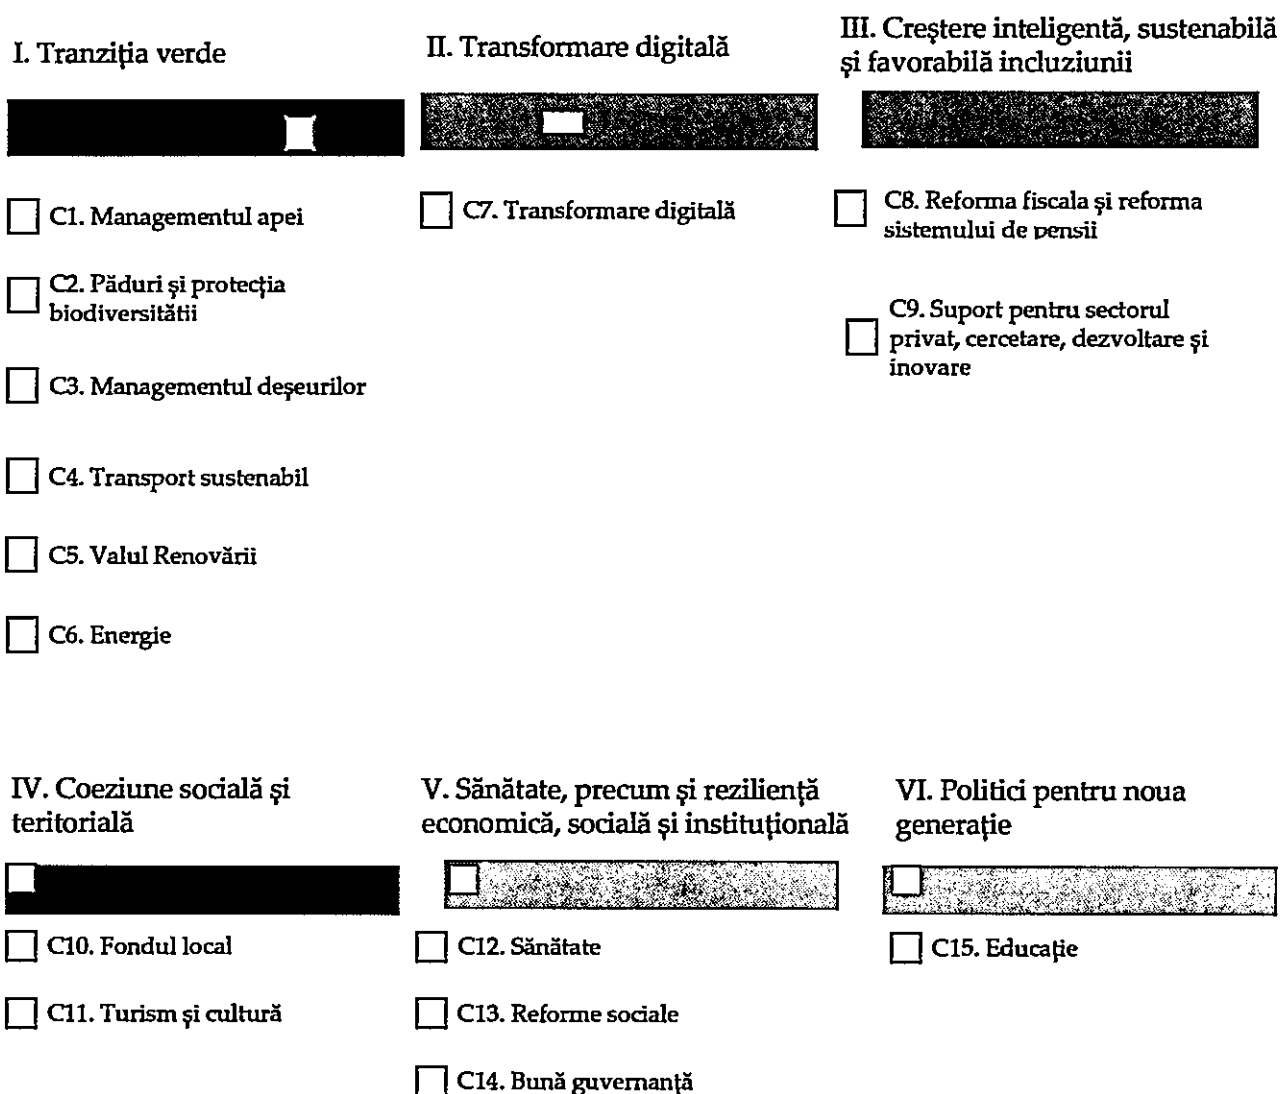 I. Tranziția verde
II. Transformare digitală
III. Creștere inteligentă, sustenabilă
și favorabilă incluziunii
C1. Managementul apei
C2. Păduri și protecția
biodiversitătii
C3. Managementul deșeurilor
C4. Transport sustenabil
C5. Valul Renovării
C6. Energie
C7. Transformare digitală
C8. Reforma fiscala și reforma
sistemului de pensii
C9. Suport pentru sectorul
privat, cercetare, dezvoltare și
inovare
IV. Coeziune socială și
teritorială
V. Sănătate, precum și reziliență
economică, socială și instituțională
VI. Politici pentru noua
generație
C10. Fondul local
C11. Turism și cultură
C12. Sănătate
C13. Reforme sociale
C14. Bună guvernanță
C15. Educație